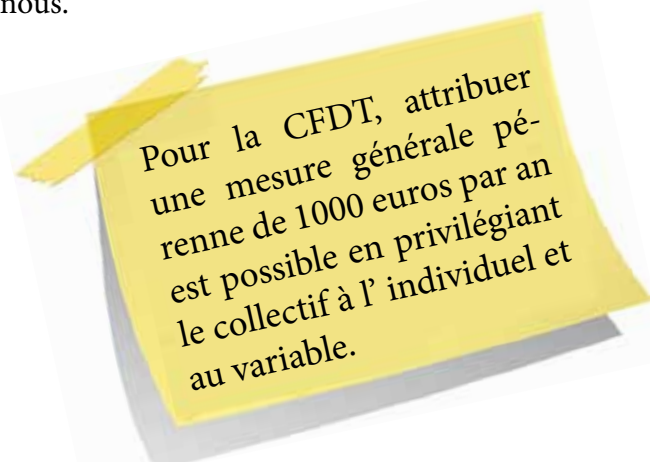 nous.
Pour la CFDT, attribuer
une mesure générale pé-
renne de 1000 euros par an
est possible en privilégiant
le collectif à l’ individuel et
au variable.